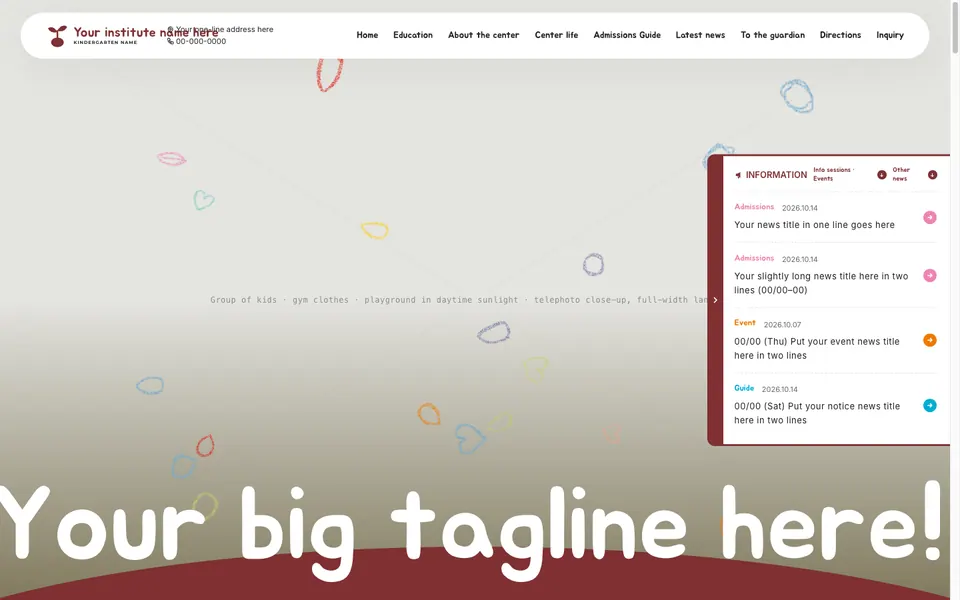 Your institute name here
KINDERGARTEN NAME
Your one-line address here
00-000-0000
Home Education About the center Center life Admissions Guide Latest news To the guardian Directions Inquiry
INFORMATION
Info sessions · Events
Other news
Admissions 2026.10.14
Your news title in one line goes here
Admissions 2026.10.14
Your slightly long news title here in two
lines (00/00–00)
Event 2026.10.07
00/00 (Thu) Put your event news title
here in two lines
Guide 2026.10.14
00/00 (Sat) Put your notice news title
here in two lines
Group of kids · gym clothes · playground in daytime sunlight · telephoto close-up, full-width lan
Your big tagline here!